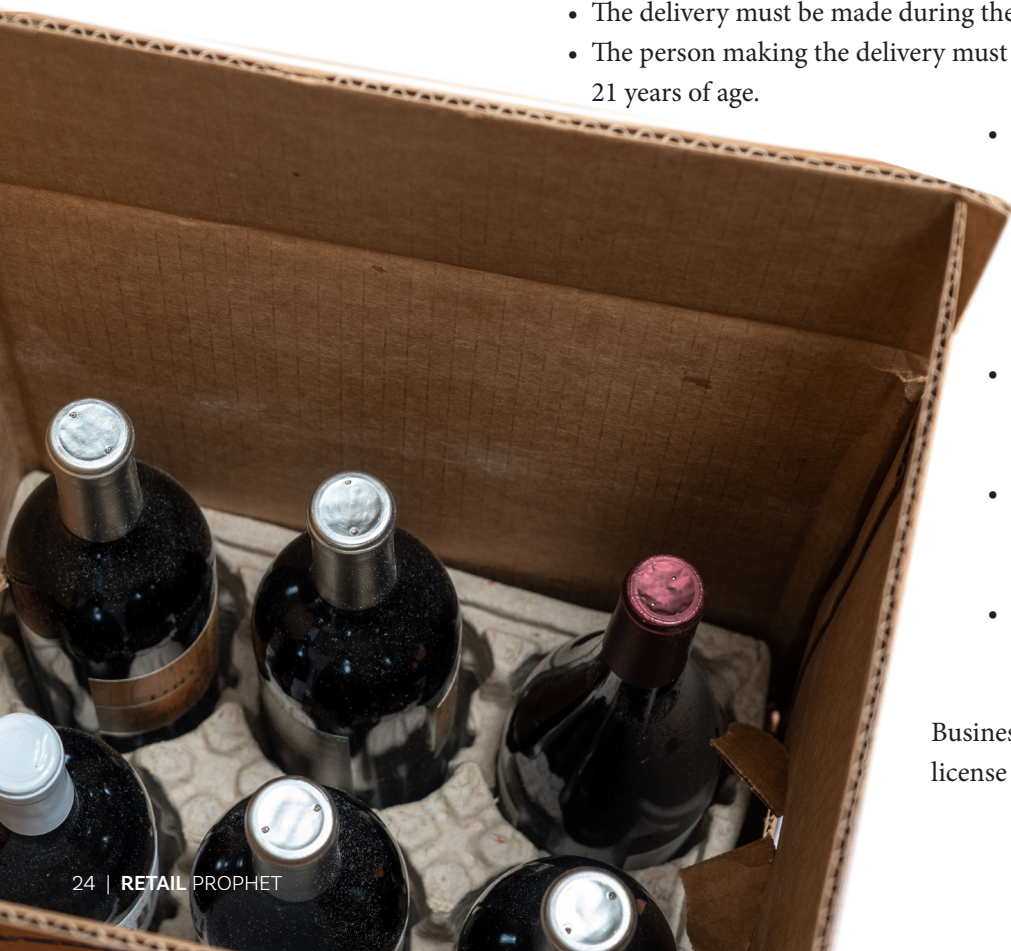 • The delivery must be made during the
• The person making the delivery must
21 years of age.
•
•
•
•
Busines
license
24 | RETAIL PROPHET